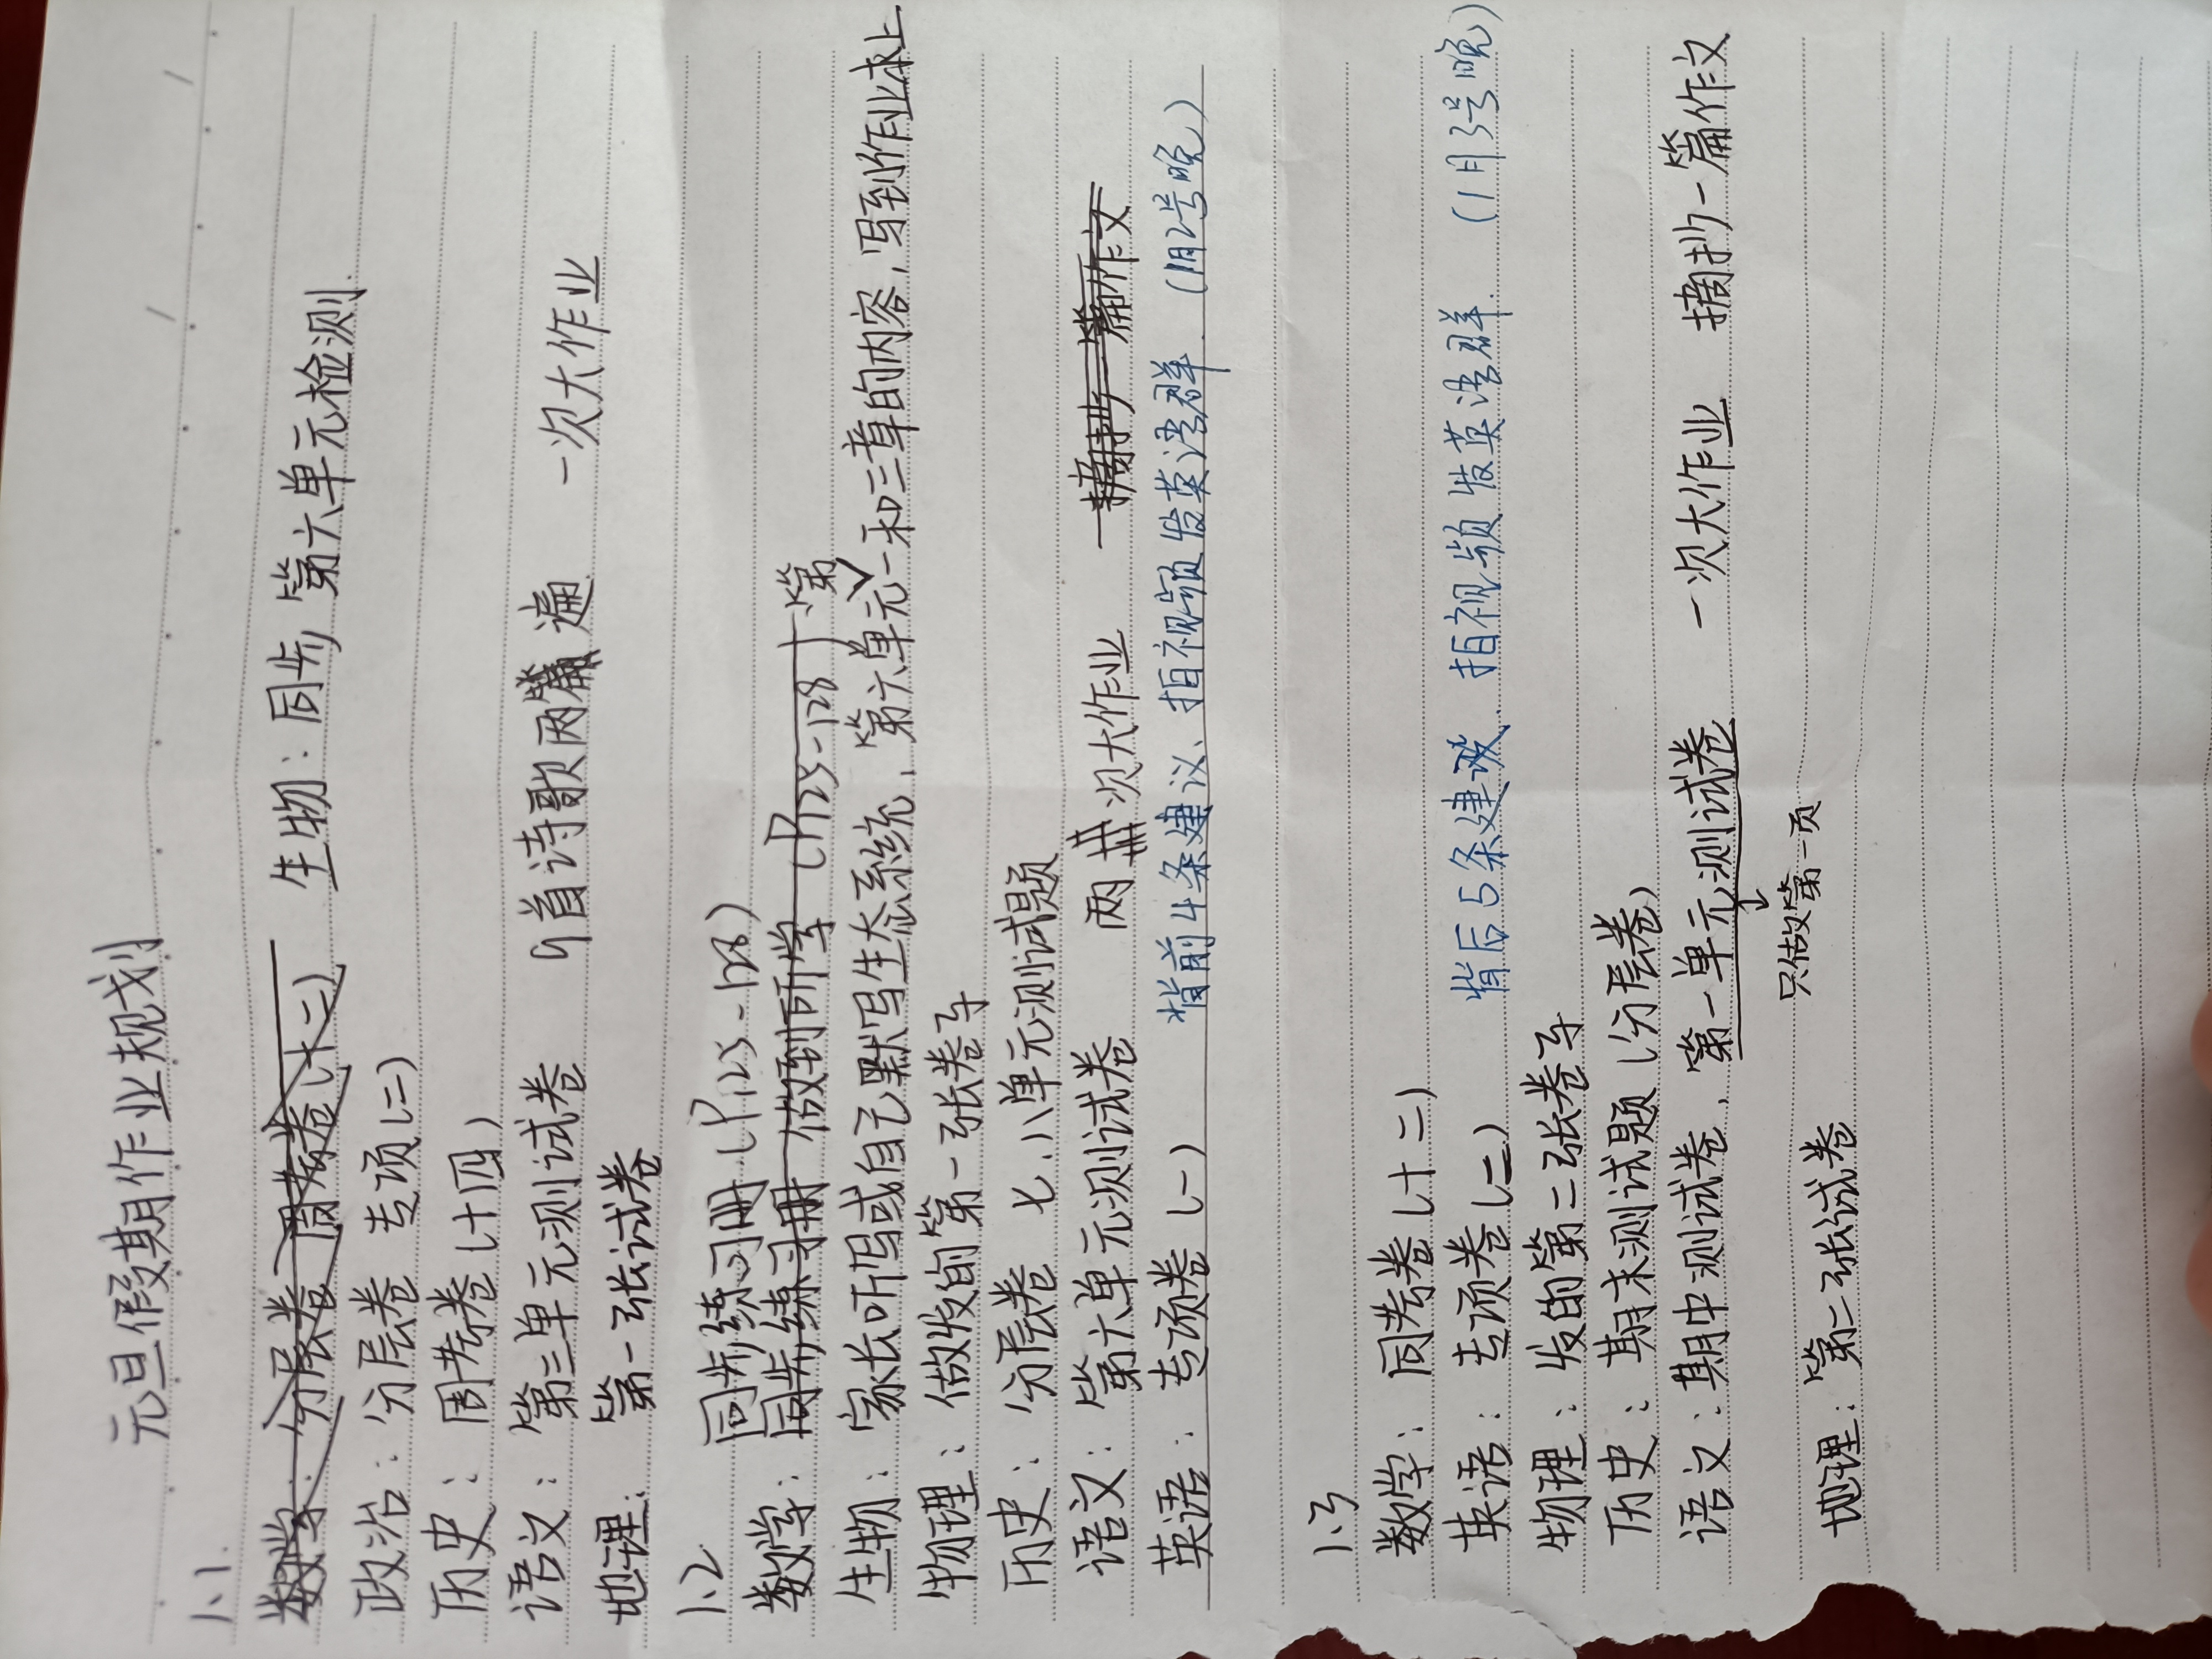 元旦假期作业规划
1.1.
数学：分层卷 周考卷(十二) 生物：同步 第六单元检测.
政治：分层卷 专项(二)
历史：周考卷(十四)
语文：第三单元测试卷 9首诗歌两篇遍 一次大作业
地理：第一张试卷
1.2 同步练习册(P125-128)
数学：同步练习册 做到所学 (P125-128) 第
生物：家长听写或自己默写生态系统，第六单元一和三章的内容，写到作业本上
物理：做发的第一张卷子
历史：分层卷 七、八单元测试题
语文：第六单元测试卷 两次大作业 摘抄一篇作文
英语：专项卷(一) 背前4条建议、拍视频发英语群.(1月2号晚)
1.3
数学：周考卷(十二)
英语：专项卷(二) 背后5条建议、拍视频发英语群.(1月3号晚)
物理：发的第二张卷子
历史：期末测试题(分层卷)
语文：期中测试卷、第一单元测试卷 一次大作业 摘抄一篇作文
↓
只做第一页
地理：第二张试卷